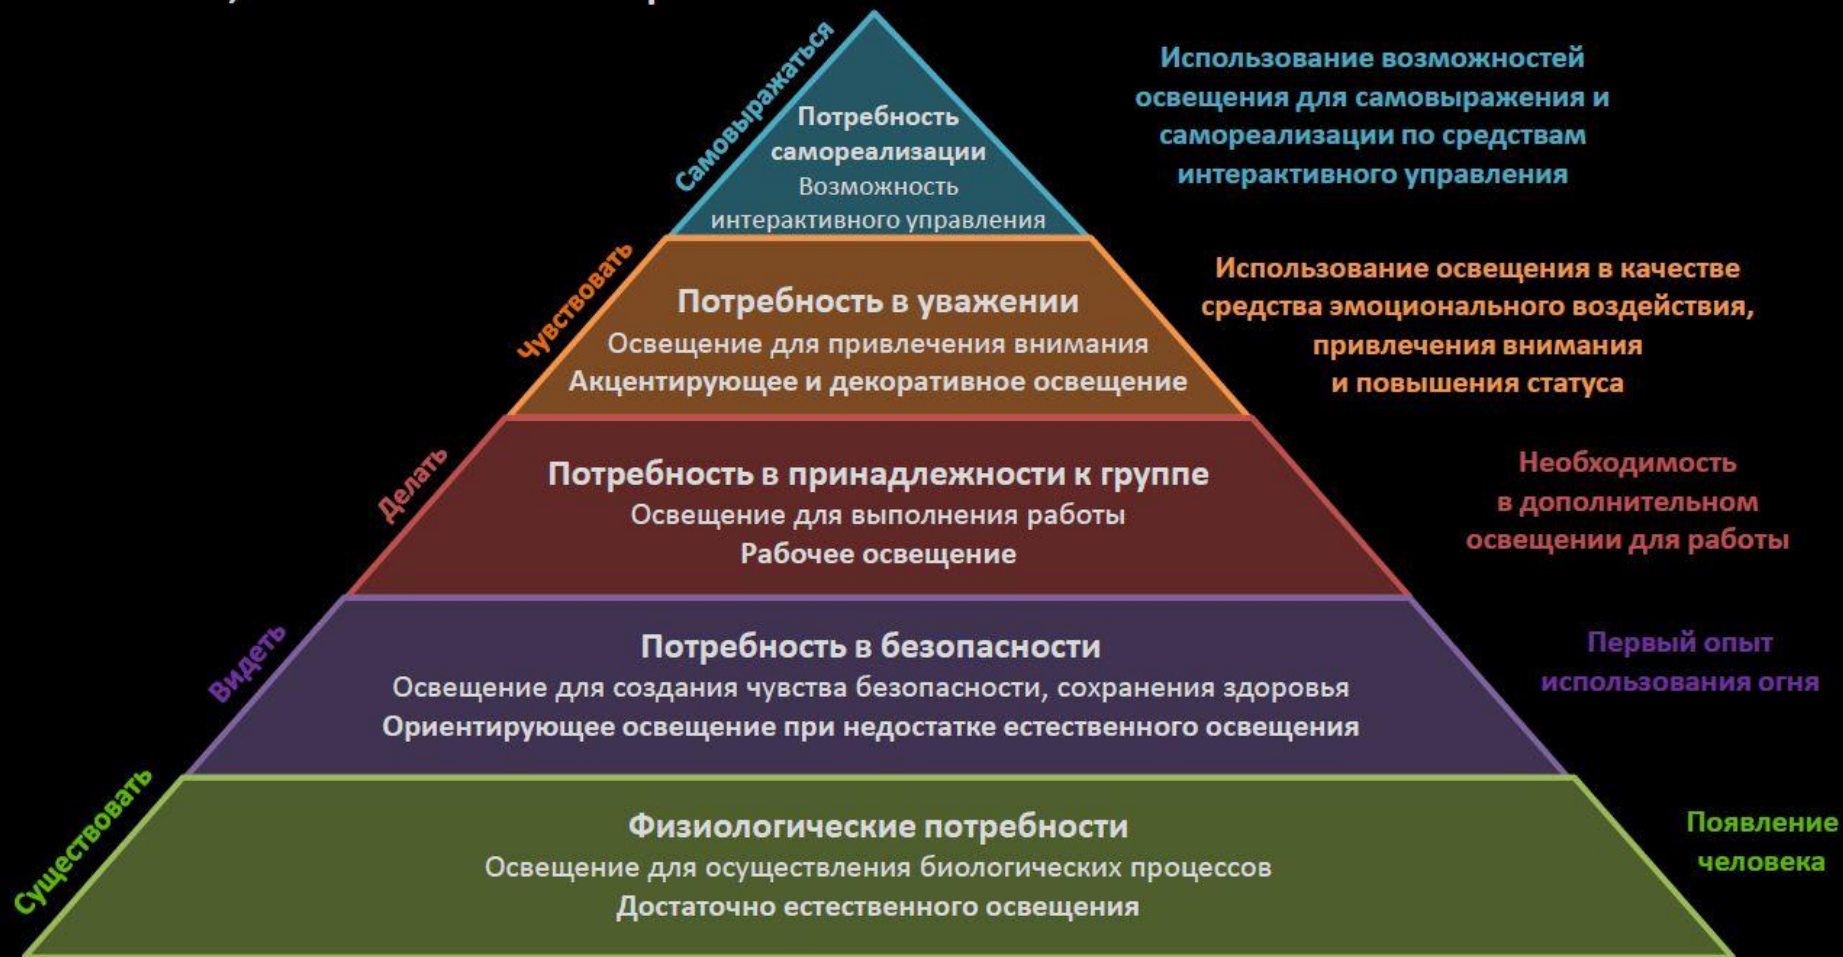 Самовыражаться
Потребность
самореализации
Возможность
интерактивного управления
Использование возможностей
освещения для самовыражения и
самореализации по средствам
интерактивного управления
Чувствовать
Потребность в уважении
Освещение для привлечения внимания
Акцентирующее и декоративное освещение
Использование освещения в качестве
средства эмоционального воздействия,
привлечения внимания
и повышения статуса
Делать
Потребность в принадлежности к группе
Освещение для выполнения работы
Рабочее освещение
Необходимость
в дополнительном
освещении для работы
Видеть
Потребность в безопасности
Освещение для создания чувства безопасности, сохранения здоровья
Ориентирующее освещение при недостатке естественного освещения
Первый опыт
использования огня
Существовать
Физиологические потребности
Освещение для осуществления биологических процессов
Достаточно естественного освещения
Появление
человека